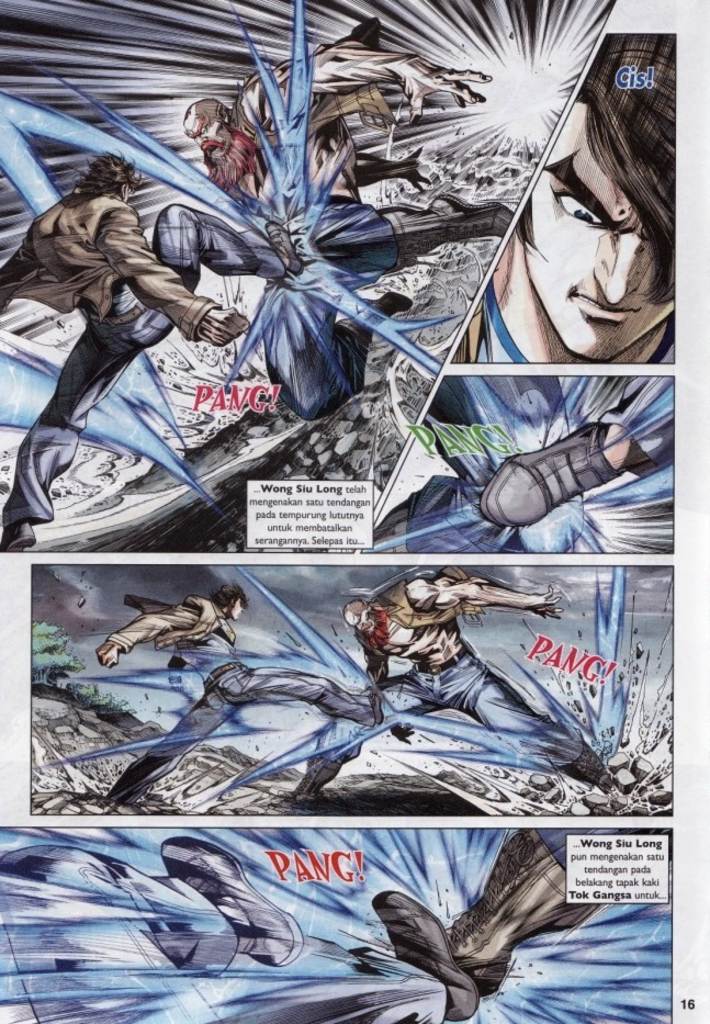 Cis!
PANG!
...Wong Siu Long telah
mengenakan satu tendangan
pada tempurung lututnya
untuk membatalkan
serangannya. Selepas itu...
PANG!
PANG!
PANG!
...Wong Siu Long
pun mengenakan satu
tendangan pada
belakang tapak kaki
Tok Gangsa untuk...
16